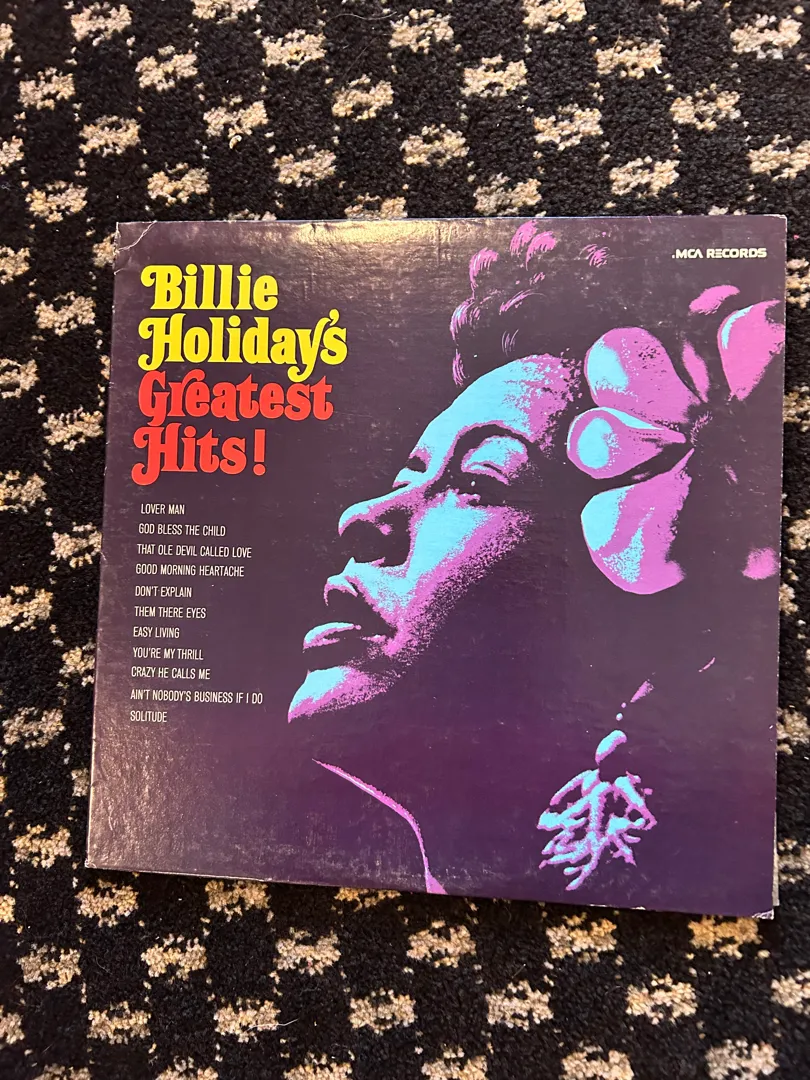 .MCA RECORDS
Billie
Holiday's
Greatest
Hits!
LOVER MAN
GOD BLESS THE CHILD
THAT OLE DEVIL CALLED LOVE
GOOD MORNING HEARTACHE
DON'T EXPLAIN
THEM THERE EYES
EASY LIVING
YOU'RE MY THRILL
CRAZY HE CALLS ME
AIN'T NOBODY'S BUSINESS IF I DO
SOLITUDE